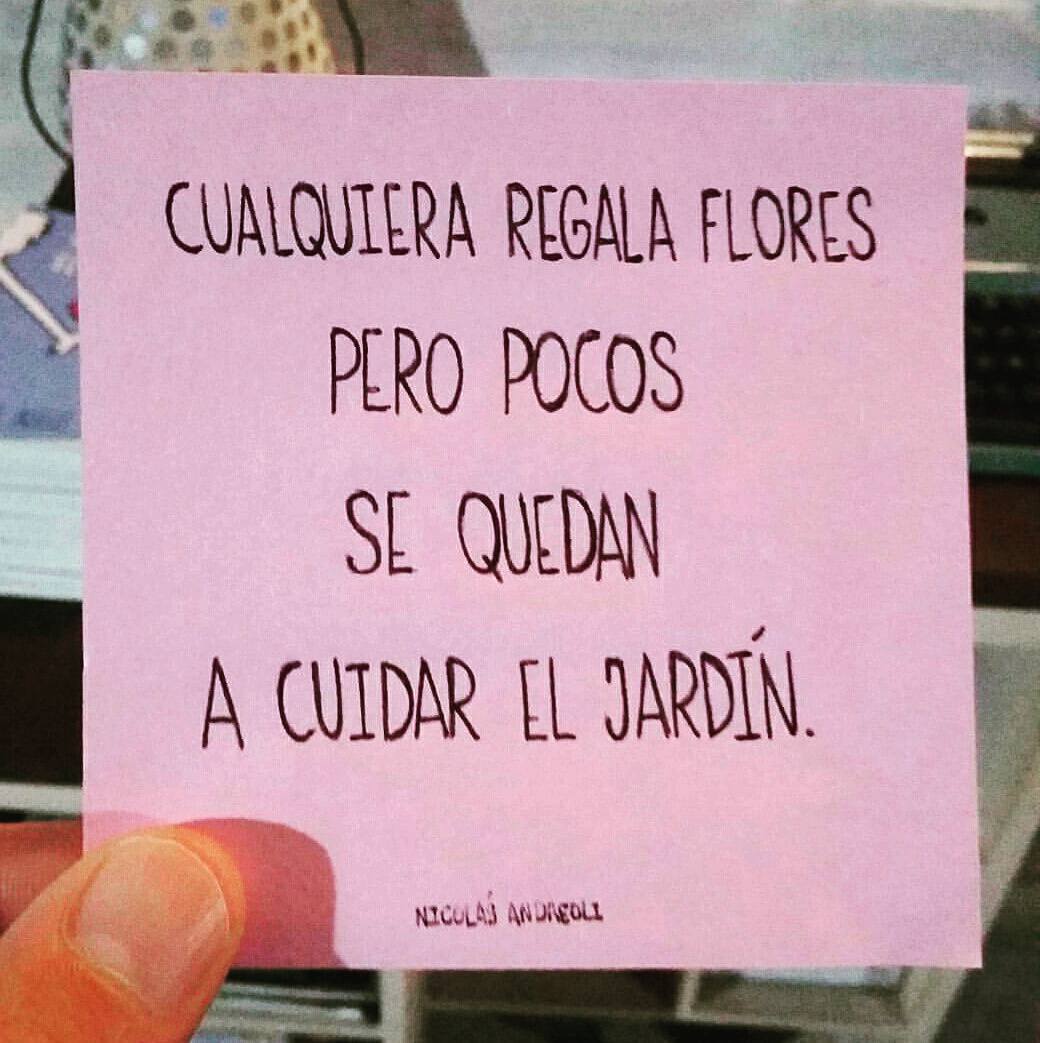 CUALQUIERA REGALA FLORES
PERO POCOS
SE QUEDAN
A CUIDAR EL JARDÍN.
NICOLÁS ANDREOLI